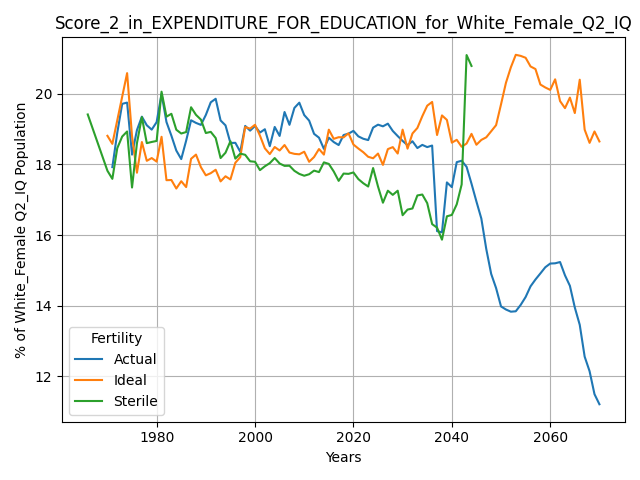 Score_2_in_EXPENDITURE_FOR_EDUCATION_for_White_Female_Q2_IQ
% of White_Female Q2_IQ Population
20
18
16
14
12
Fertility
Actual
Ideal
Sterile
1980
2000
2020
2040
2060
Years